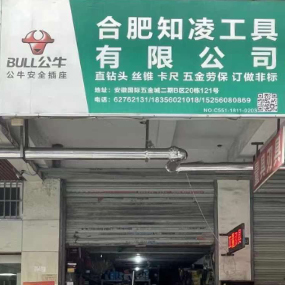 BULL公牛
公牛安全插座
合肥知凌工具
有限公司
直钻头 丝锥 卡尺 五金劳保 订做非标
地址：安徽国际五金城二期B区20栋121号
电话：62762131/18356021018/15256080869